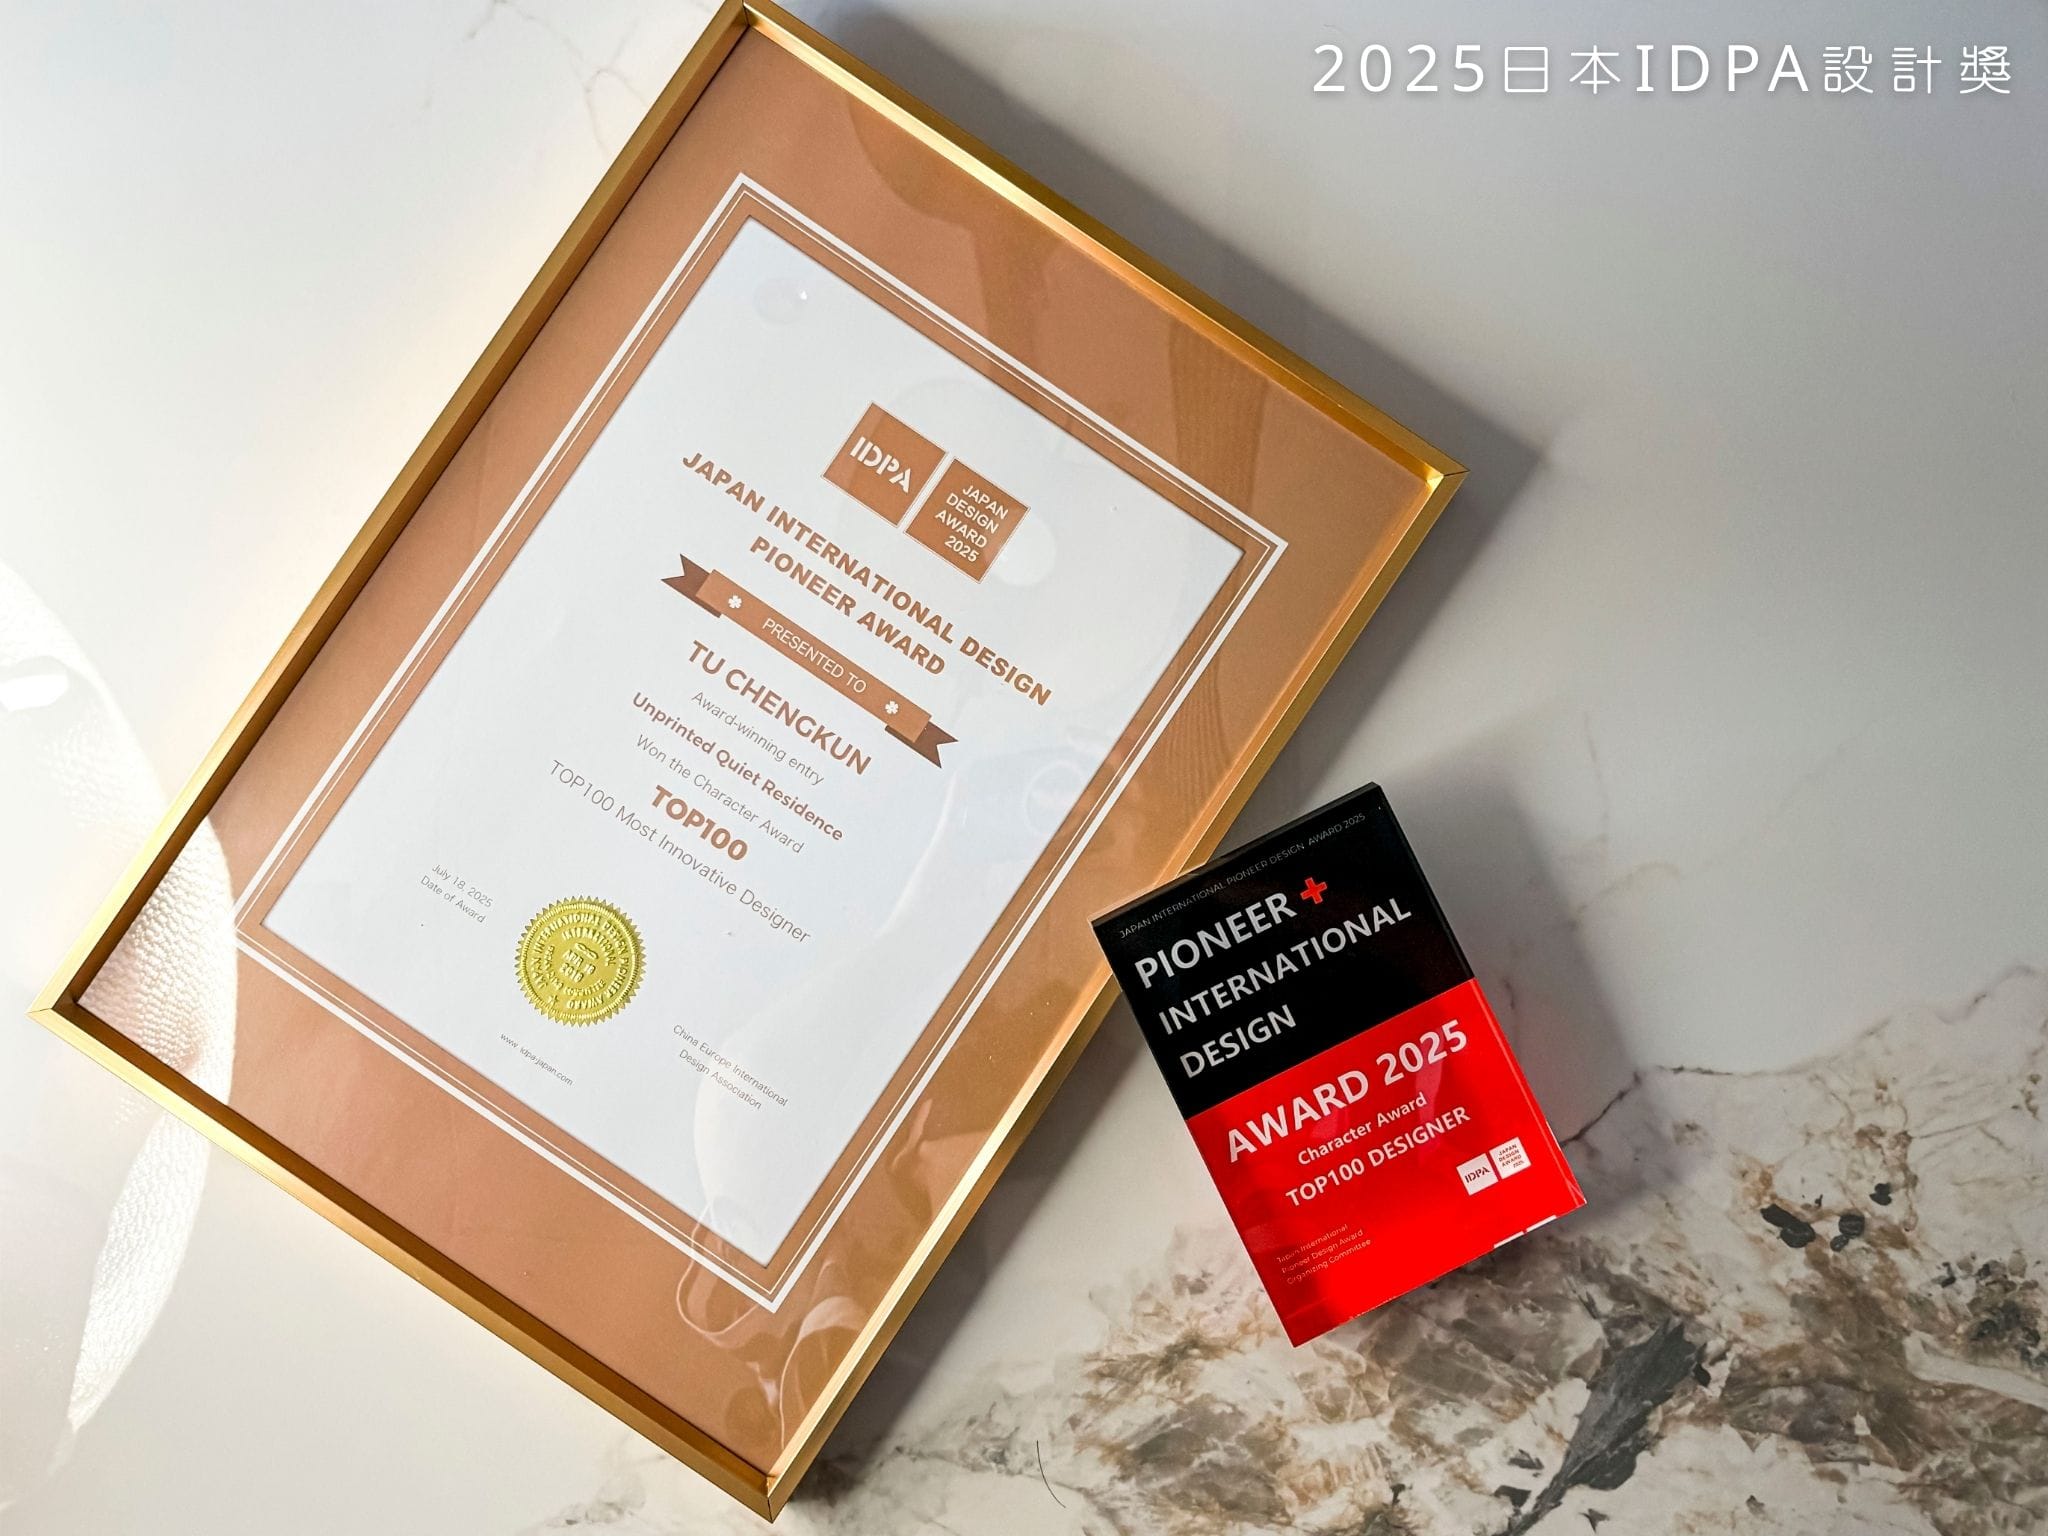 2025日本IDPA設計獎
IDPA
JAPAN
DESIGN
AWARD
2025
JAPAN INTERNATIONAL DESIGN
PIONEER AWARD
PRESENTED TO
TU CHENGKUN
Award-winning entry
Unprinted Quiet Residence
Won the Character Award
TOP100
TOP100 Most Innovative Designer
July 18, 2025
Date of Award
www.idpa-japan.com
China Europe International
Design Association
JAPAN INTERNATIONAL PIONEER DESIGN AWARD 2025
PIONEER +
INTERNATIONAL
DESIGN
AWARD 2025
Character Award
TOP100 DESIGNER
IDPA
JAPAN
DESIGN
AWARD
2025
Japan International
Pioneer Design Award
Organizing Committee